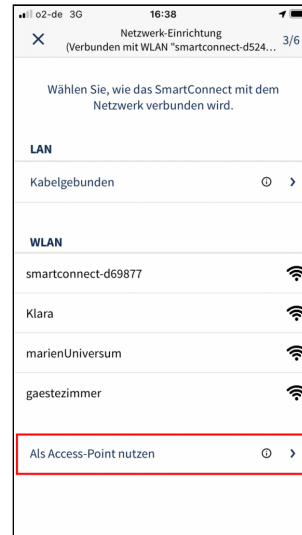 o2-de 3G 16:38
Netzwerk-Einrichtung
(Verbunden mit WLAN "smartconnect-d524... 3/6
Wählen Sie, wie das SmartConnect mit dem
Netzwerk verbunden wird.
LAN
Kabelgebunden
WLAN
smartconnect-d69877
Klara
marienUniversum
gaestezimmer
Als Access-Point nutzen